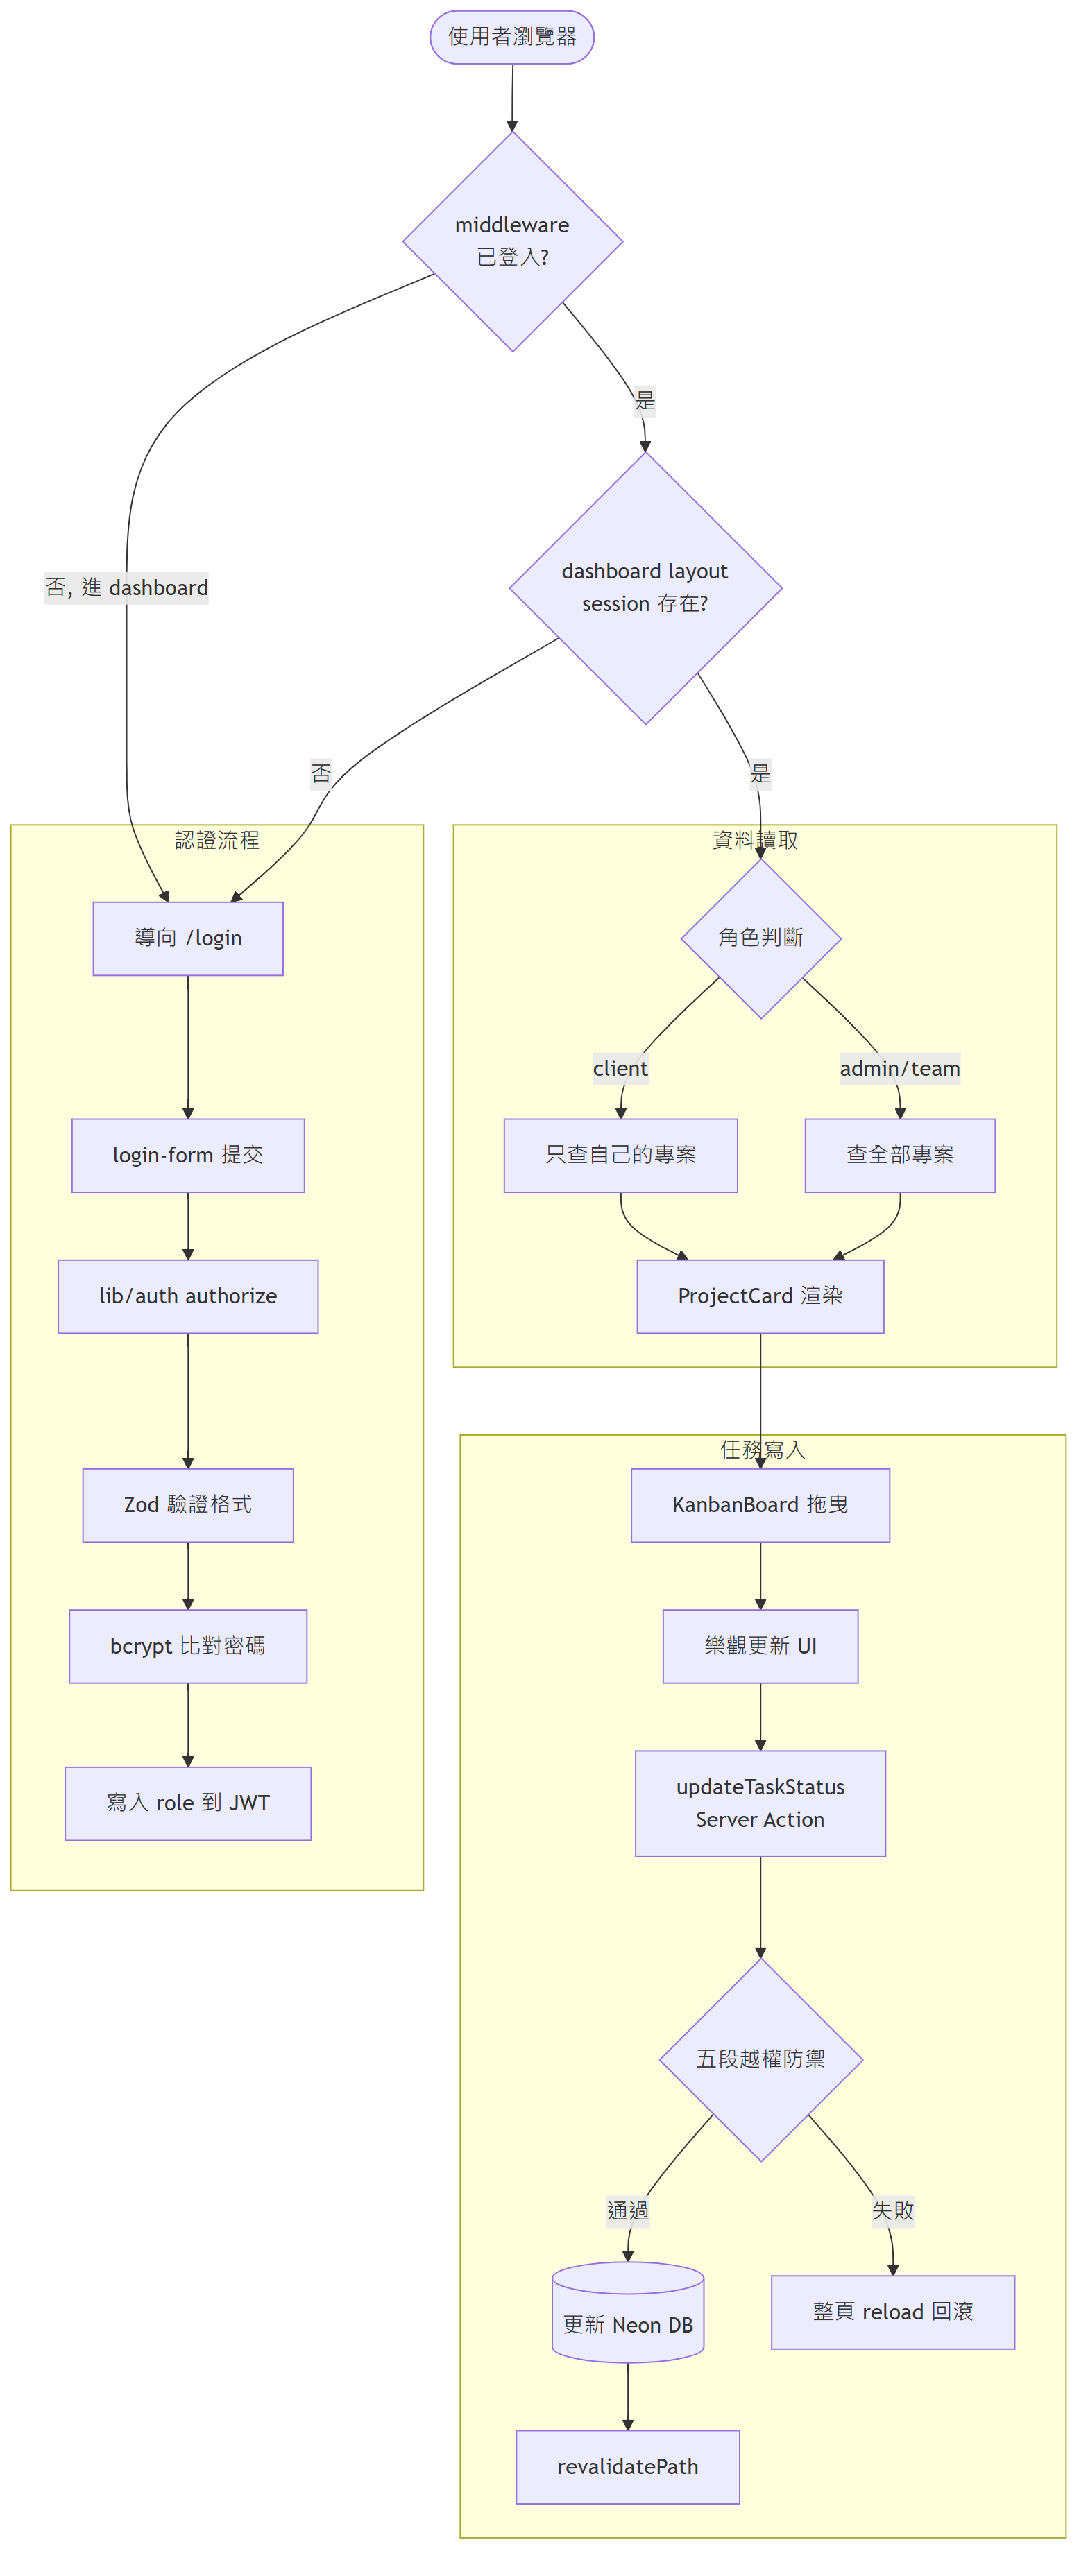 使用者瀏覽器
middleware
已登入?
是
否, 進 dashboard
dashboard layout
session 存在?
否
是
認證流程
導向 /login
login-form 提交
lib/auth authorize
Zod 驗證格式
bcrypt 比對密碼
寫入 role 到 JWT
資料讀取
角色判斷
client
admin/team
只查自己的專案
查全部專案
ProjectCard 渲染
任務寫入
KanbanBoard 拖曳
樂觀更新 UI
updateTaskStatus
Server Action
五段越權防禦
通過
失敗
更新 Neon DB
整頁 reload 回滾
revalidatePath